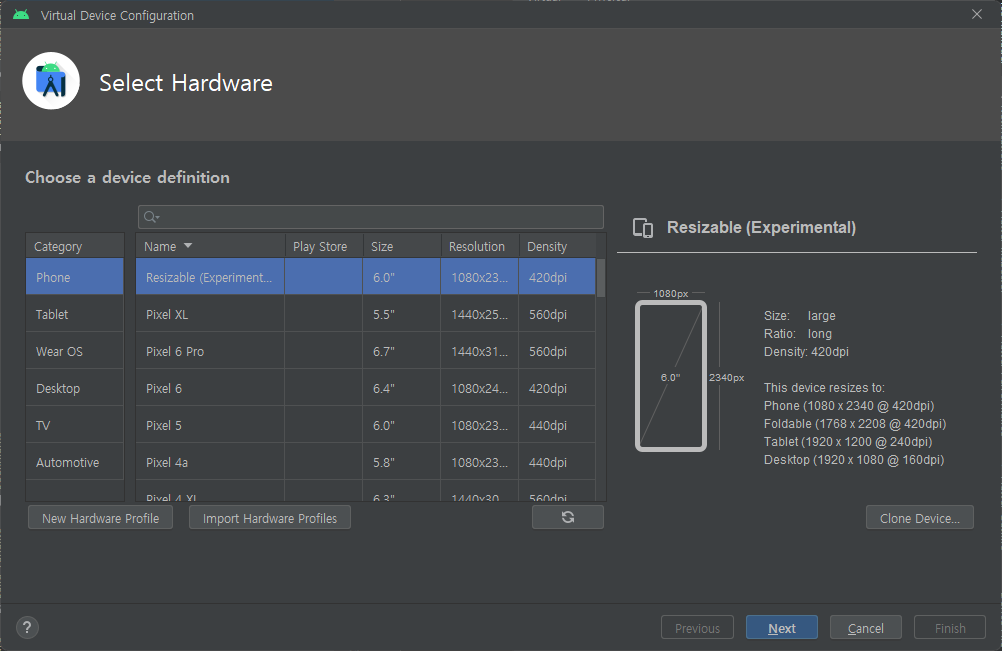 Virtual Device Configuration
Select Hardware
Choose a device definition
Category
Phone
Tablet
Wear OS
Desktop
TV
Automotive
Name Play Store Size Resolution Density
Resizable (Experiment... 6.0" 1080x23... 420dpi
Pixel XL 5.5" 1440x25... 560dpi
Pixel 6 Pro 6.7" 1440x31... 560dpi
Pixel 6 6.4" 1080x24... 420dpi
Pixel 5 6.0" 1080x23... 440dpi
Pixel 4a 5.8" 1080x23... 440dpi
Pixel 4 XL 6.3" 1440x30... 560dpi
New Hardware Profile Import Hardware Profiles
Resizable (Experimental)
1080px
6.0"
2340px
Size: large
Ratio: long
Density: 420dpi
This device resizes to:
Phone (1080 x 2340 @ 420dpi)
Foldable (1768 x 2208 @ 420dpi)
Tablet (1920 x 1200 @ 240dpi)
Desktop (1920 x 1080 @ 160dpi)
Clone Device...
? Previous Next Cancel Finish